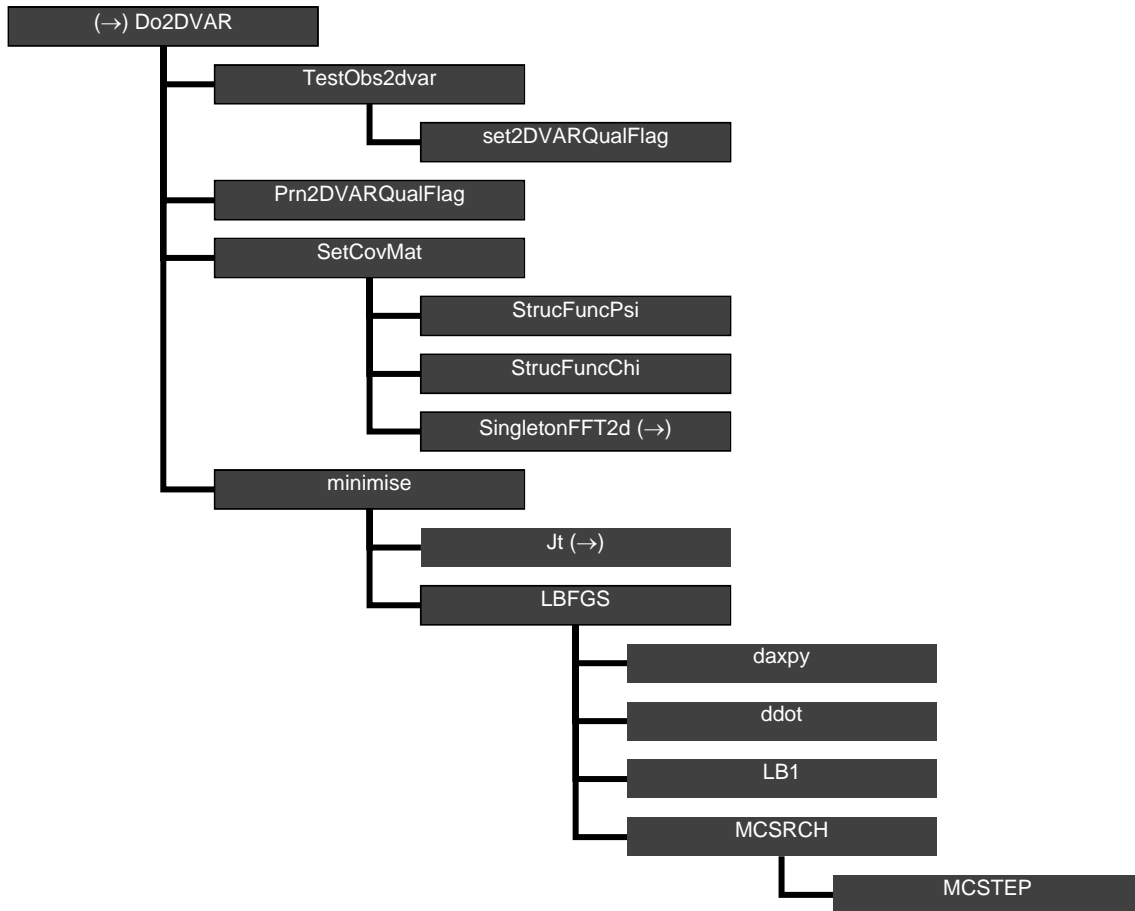 (→) Do2DVAR
TestObs2dvar
set2DVARQualFlag
Prn2DVARQualFlag
SetCovMat
StrucFuncPsi
StrucFuncChi
SingletonFFT2d (→)
minimise
Jt (→)
LBFGS
daxpy
ddot
LB1
MCSRCH
MCSTEP